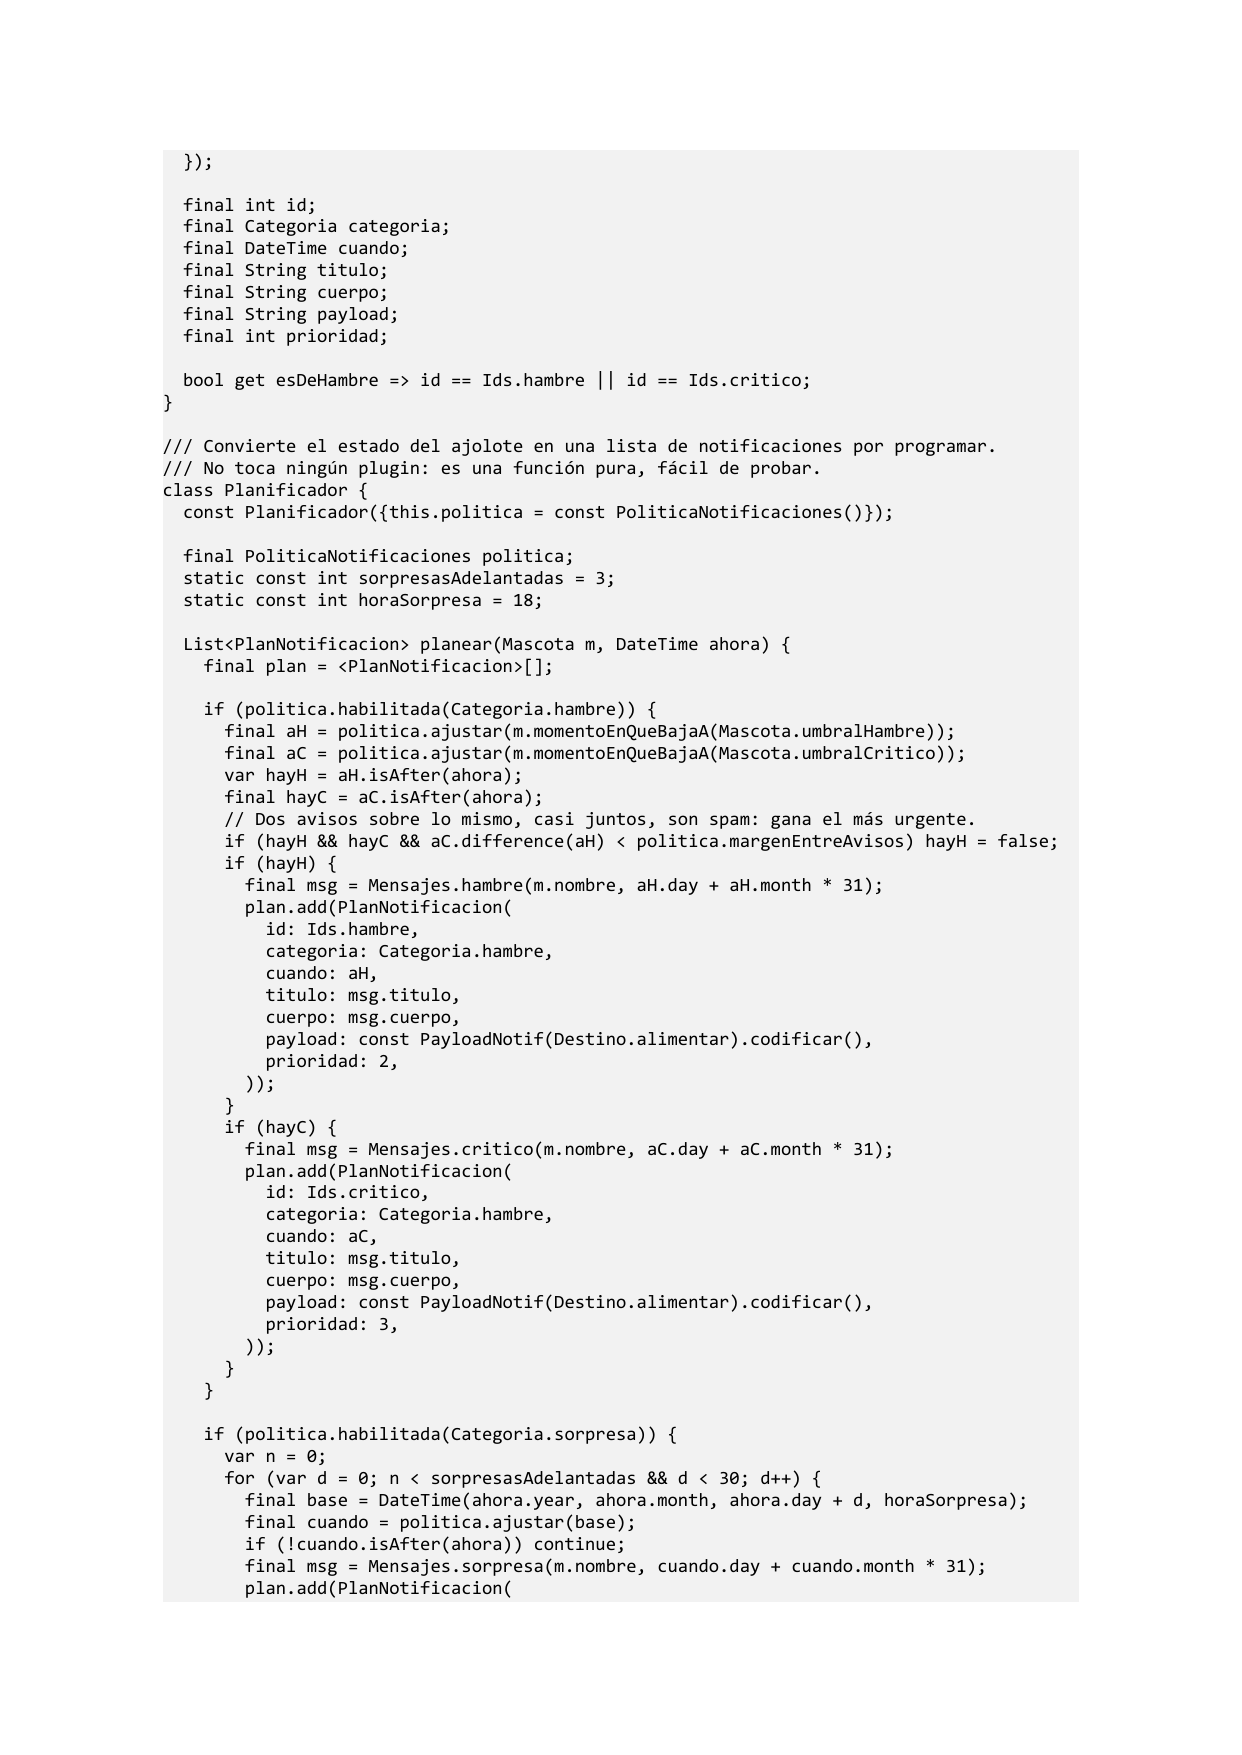 });

  final int id;
  final Categoria categoria;
  final DateTime cuando;
  final String titulo;
  final String cuerpo;
  final String payload;
  final int prioridad;

  bool get esDeHambre => id == Ids.hambre || id == Ids.critico;
}

/// Convierte el estado del ajolote en una lista de notificaciones por programar.
/// No toca ningún plugin: es una función pura, fácil de probar.
class Planificador {
  const Planificador({this.politica = const PoliticaNotificaciones()});

  final PoliticaNotificaciones politica;
  static const int sorpresasAdelantadas = 3;
  static const int horaSorpresa = 18;

  List<PlanNotificacion> planear(Mascota m, DateTime ahora) {
    final plan = <PlanNotificacion>[];

    if (politica.habilitada(Categoria.hambre)) {
      final aH = politica.ajustar(m.momentoEnQueBajaA(Mascota.umbralHambre));
      final aC = politica.ajustar(m.momentoEnQueBajaA(Mascota.umbralCritico));
      var hayH = aH.isAfter(ahora);
      final hayC = aC.isAfter(ahora);
      // Dos avisos sobre lo mismo, casi juntos, son spam: gana el más urgente.
      if (hayH && hayC && aC.difference(aH) < politica.margenEntreAvisos) hayH = false;
      if (hayH) {
        final msg = Mensajes.hambre(m.nombre, aH.day + aH.month * 31);
        plan.add(PlanNotificacion(
          id: Ids.hambre,
          categoria: Categoria.hambre,
          cuando: aH,
          titulo: msg.titulo,
          cuerpo: msg.cuerpo,
          payload: const PayloadNotif(Destino.alimentar).codificar(),
          prioridad: 2,
        ));
      }
      if (hayC) {
        final msg = Mensajes.critico(m.nombre, aC.day + aC.month * 31);
        plan.add(PlanNotificacion(
          id: Ids.critico,
          categoria: Categoria.hambre,
          cuando: aC,
          titulo: msg.titulo,
          cuerpo: msg.cuerpo,
          payload: const PayloadNotif(Destino.alimentar).codificar(),
          prioridad: 3,
        ));
      }
    }

    if (politica.habilitada(Categoria.sorpresa)) {
      var n = 0;
      for (var d = 0; n < sorpresasAdelantadas && d < 30; d++) {
        final base = DateTime(ahora.year, ahora.month, ahora.day + d, horaSorpresa);
        final cuando = politica.ajustar(base);
        if (!cuando.isAfter(ahora)) continue;
        final msg = Mensajes.sorpresa(m.nombre, cuando.day + cuando.month * 31);
        plan.add(PlanNotificacion(